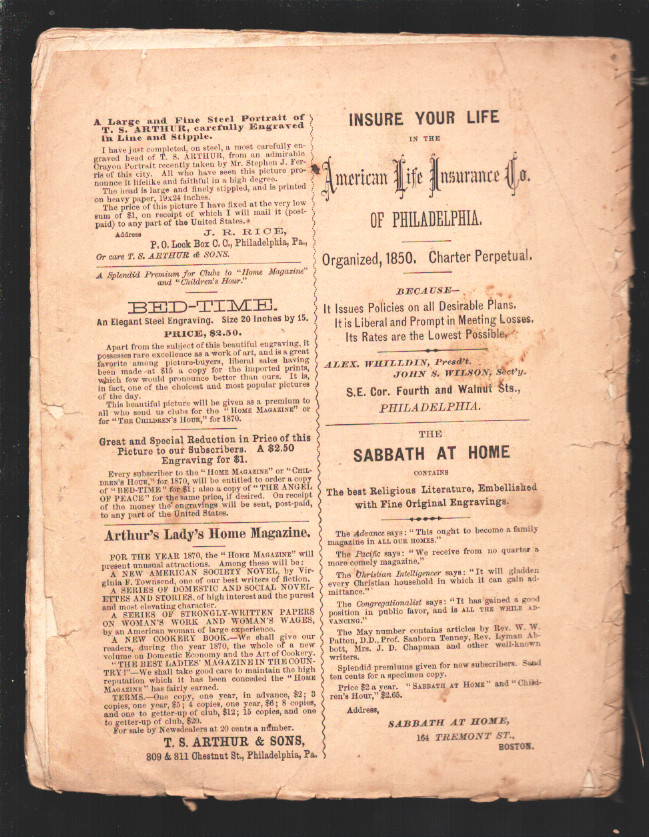 A Large and Fine Steel Portrait of
T. S. ARTHUR, carefully Engraved
in Line and Stipple.
I have just completed, on steel, a most carefully en-
graved head of T. S. ARTHUR, from an admirable
Crayon Portrait recently taken by Mr. Stephen J. Fer-
ris of this city. All who have seen this picture pro-
nounce it lifelike and faithful in a high degree.
The head is large and finely stippled, and is printed
on heavy paper, 19x24 inches.
The price of this picture I have fixed at the very low
sum of $1, on receipt of which I will mail it (post-
paid) to any part of the United States.
Address J. R. RICE,
P. O. Lock Box C. C., Philadelphia, Pa.,
Or care T. S. ARTHUR & SONS.
A Splendid Premium for Clubs to "Home Magazine"
and "Children's Hour."
BED-TIME.
An Elegant Steel Engraving. Size 20 Inches by 15.
PRICE, $2.50.
Apart from the subject of this beautiful engraving, it
possesses rare excellence as a work of art, and is a great
favorite among picture-buyers, liberal sales having
been made at $15 a copy for the imported prints,
which few would pronounce better than ours. It is,
in fact, one of the choicest and most popular pictures
of the day.
This beautiful picture will be given as a premium to
all who send us clubs for the "HOME MAGAZINE" or
for "THE CHILDREN'S HOUR," for 1870.
Great and Special Reduction in Price of this
Picture to our Subscribers. A $2.50
Engraving for $1.
Every subscriber to the "HOME MAGAZINE" or "CHIL-
DREN'S HOUR," for 1870, will be entitled to order a copy
of "BED-TIME" for $1; also a copy of "THE ANGEL
OF PEACE" for the same price, if desired. On receipt
of the money the engravings will be sent, post-paid,
to any part of the United States.
Arthur's Lady's Home Magazine.
FOR THE YEAR 1870, the "HOME MAGAZINE" will
present unusual attractions. Among these will be:
A NEW AMERICAN SOCIETY NOVEL, by Vir-
ginia F. Townsend, one of our best writers of fiction.
A SERIES OF DOMESTIC AND SOCIAL NOVEL-
ETTES AND STORIES, of high interest and the purest
and most elevating character.
A SERIES OF STRONGLY-WRITTEN PAPERS
ON WOMAN'S WORK AND WOMAN'S WAGES,
by an American woman of large experience.
A NEW COOKERY BOOK.—We shall give our
readers, during the year 1870, the whole of a new
volume on Domestic Economy and the Art of Cookery.
"THE BEST LADIES' MAGAZINE IN THE COUN-
TRY!"—We shall take good care to maintain the high
reputation which it has been conceded the "HOME
MAGAZINE" has fairly earned.
TERMS.—One copy, one year, in advance, $2; 3
copies, one year, $5; 4 copies, one year, $6; 8 copies,
and one to getter-up of club, $12; 15 copies, and one
to getter-up of club, $20.
For sale by Newsdealers at 20 cents a number.
T. S. ARTHUR & SONS,
809 & 811 Chestnut St., Philadelphia, Pa.
INSURE YOUR LIFE
IN THE
American Life Insurance Co.
OF PHILADELPHIA.
Organized, 1850. Charter Perpetual.
BECAUSE—
It Issues Policies on all Desirable Plans.
It is Liberal and Prompt in Meeting Losses.
Its Rates are the Lowest Possible.
ALEX. WHILLDIN, Presd't.
JOHN S. WILSON, Sect'y.
S.E. Cor. Fourth and Walnut Sts.,
PHILADELPHIA.
THE
SABBATH AT HOME
CONTAINS
The best Religious Literature, Embellished
with Fine Original Engravings.
The Advance says: "This ought to become a family
magazine in ALL OUR HOMES."
The Pacific says: "We receive from no quarter a
more comely magazine."
The Christian Intelligencer says: "It will gladden
every Christian household in which it can gain ad-
mittance."
The Congregationalist says: "It has gained a good
position in public favor, and is ALL THE WHILE AD-
VANCING."
The May number contains articles by Rev. W. W.
Patton, D.D., Prof. Sanborn Tenney, Rev. Lyman Ab-
bott, Mrs. J. D. Chapman and other well-known
writers.
Splendid premiums given for new subscribers. Send
ten cents for a specimen copy.
Price $2 a year. "SABBATH AT HOME" and "Child-
ren's Hour," $2.65.
Address,
SABBATH AT HOME,
164 TREMONT ST.,
BOSTON.